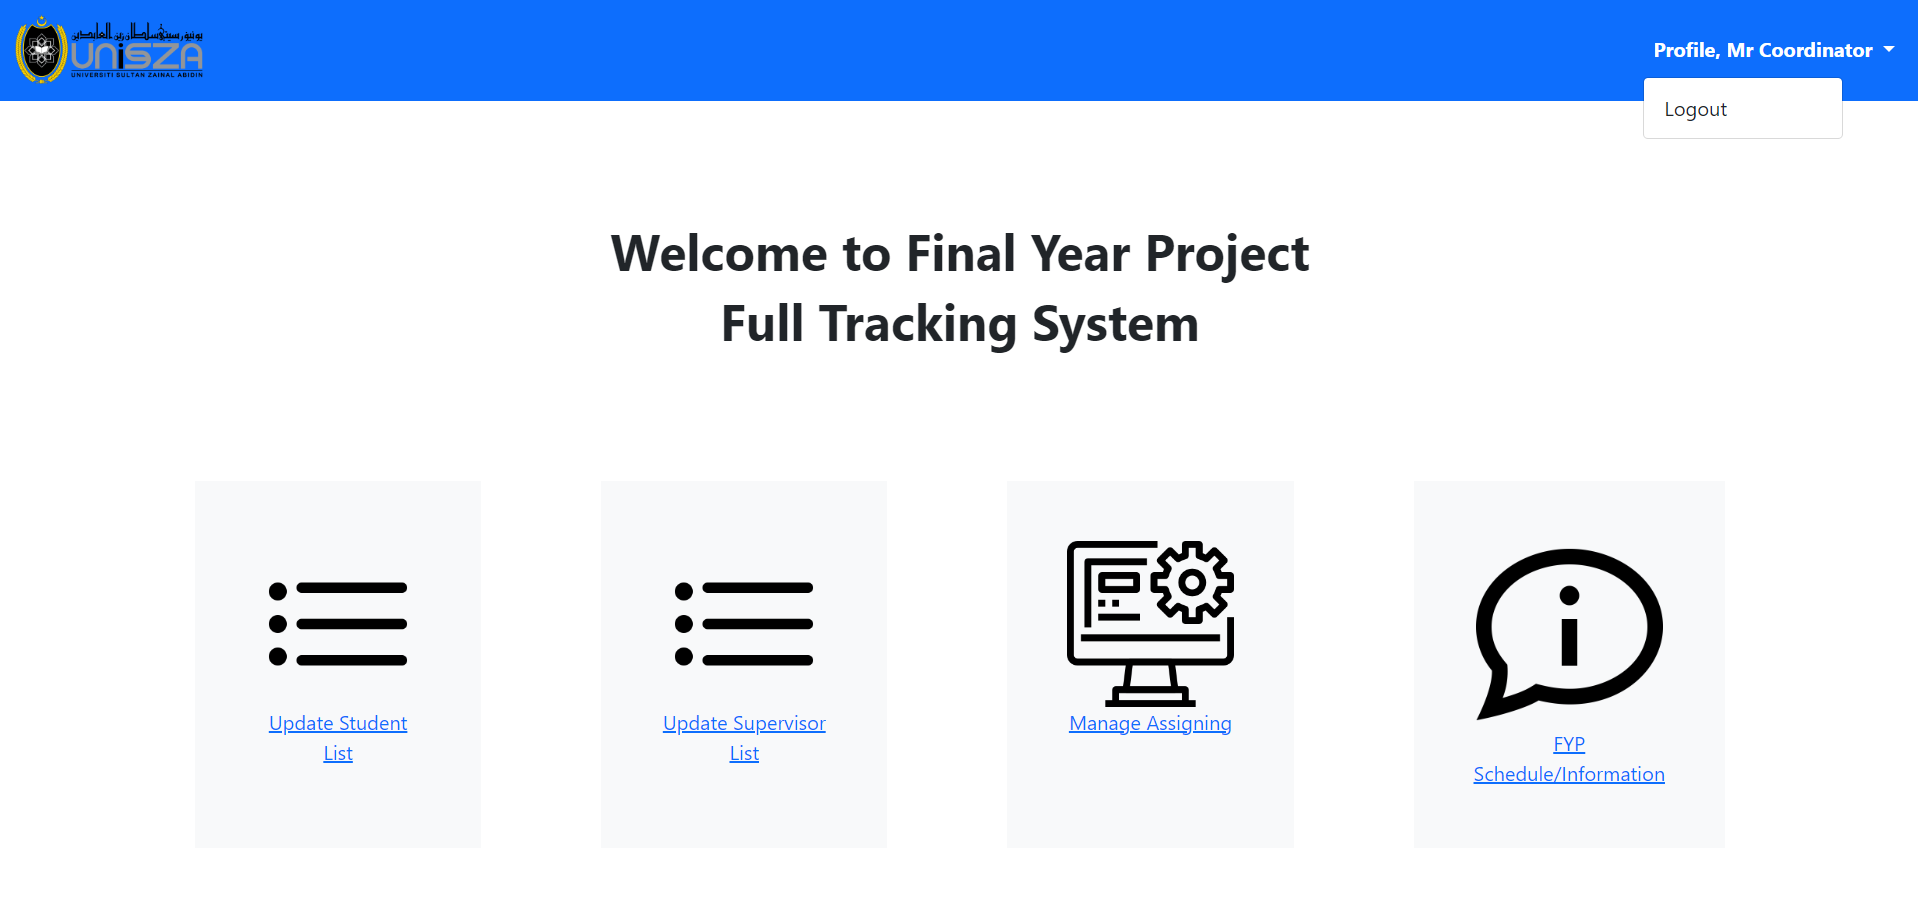 UNISZA
UNIVERSITI SULTAN ZAINAL ABIDIN
Profile, Mr Coordinator
Logout
Welcome to Final Year Project
Full Tracking System
Update Student
List
Update Supervisor
List
Manage Assigning
FYP
Schedule/Information